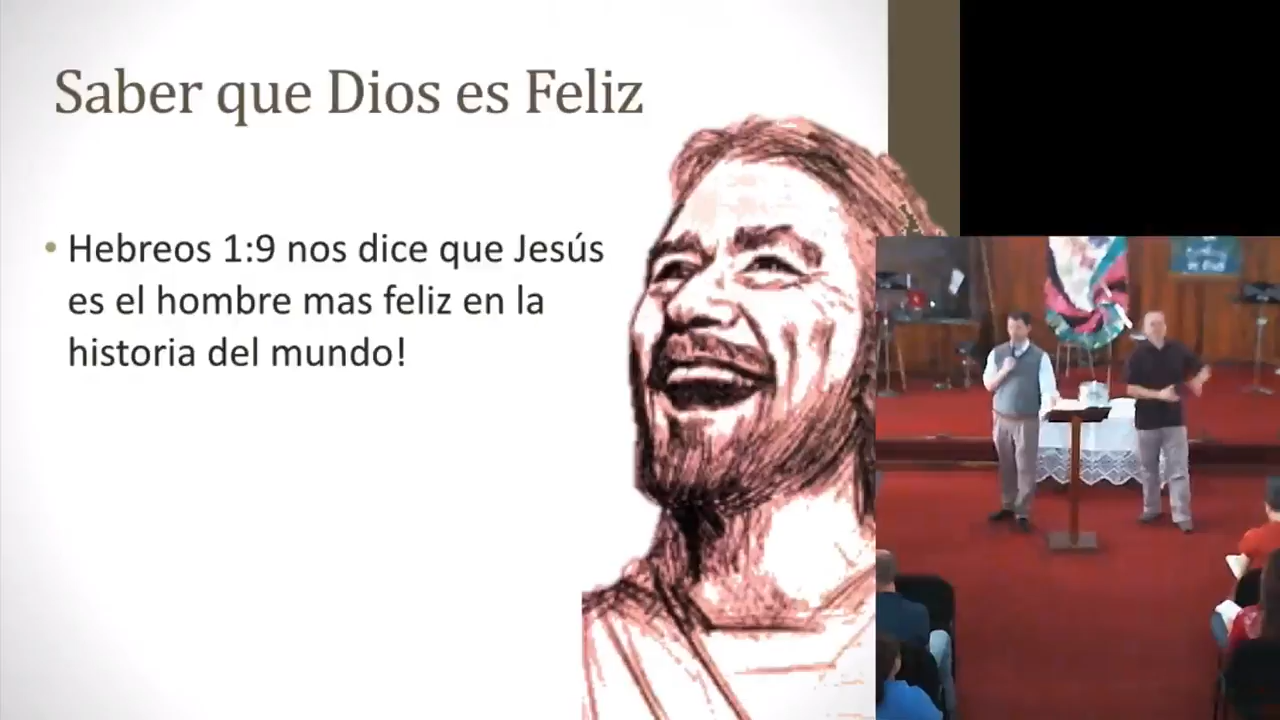 Saber que Dios es Feliz
• Hebreos 1:9 nos dice que Jesús
es el hombre mas feliz en la
historia del mundo!